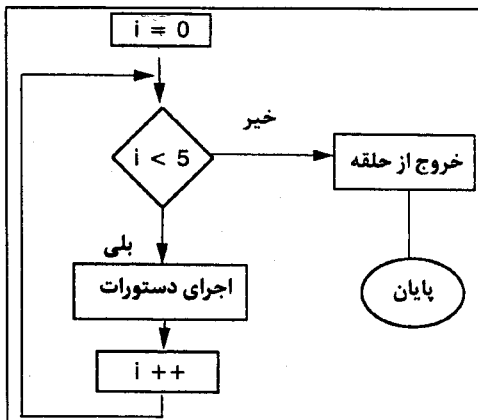 i = 0
i < 5
خیر
خروج از حلقه
بلی
اجرای دستورات
پایان
i ++